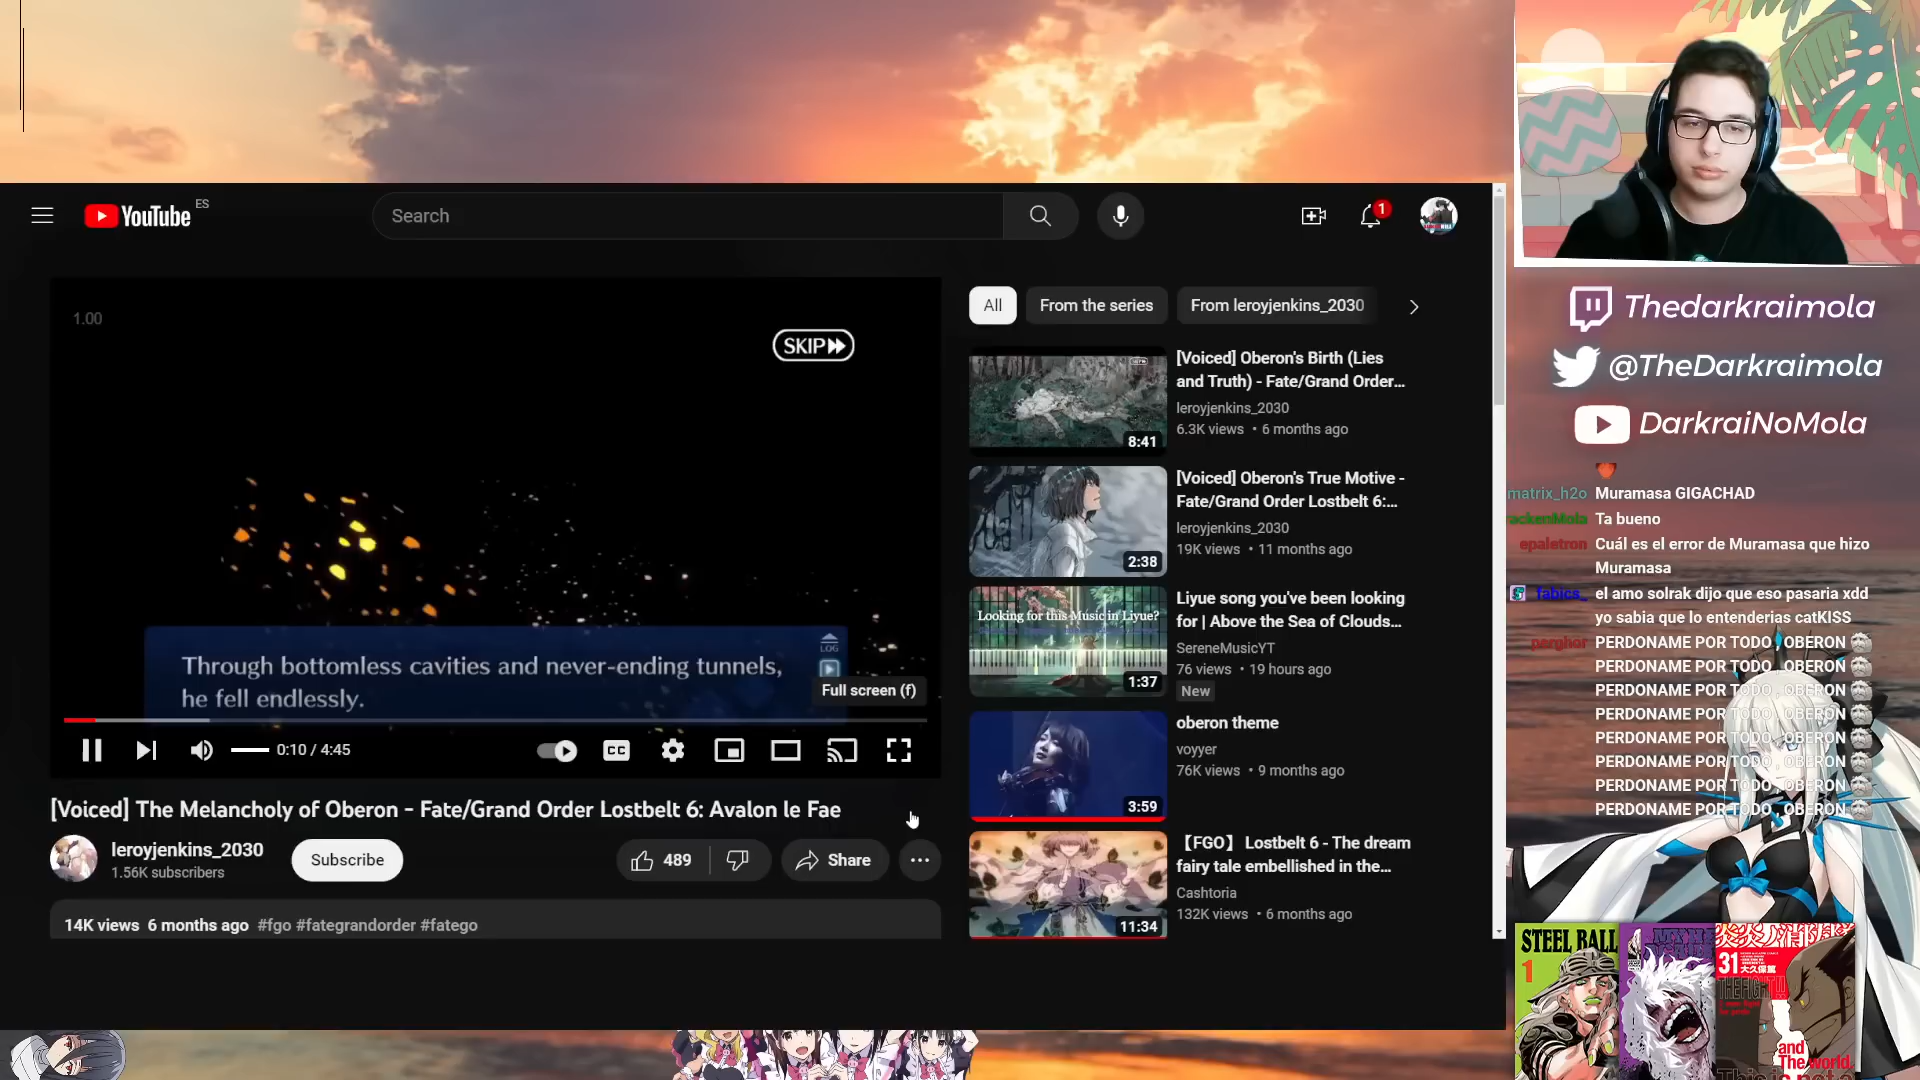 YouTube
ES
Search
1
1.00
SKIP
LOG
Through bottomless cavities and never-ending tunnels,
he fell endlessly.
Full screen (f)
0:10 / 4:45
CC
[Voiced] The Melancholy of Oberon - Fate/Grand Order Lostbelt 6: Avalon le Fae
leroyjenkins_2030
1.56K subscribers
Subscribe
489
Share
14K views 6 months ago #fgo #fategrandorder #fatego
All
From the series
From leroyjenkins_2030
[Voiced] Oberon's Birth (Lies
and Truth) - Fate/Grand Order...
leroyjenkins_2030
6.3K views • 6 months ago
8:41
[Voiced] Oberon's True Motive -
Fate/Grand Order Lostbelt 6:...
leroyjenkins_2030
19K views • 11 months ago
2:38
Looking for this Music in Liyue?
Liyue song you've been looking
for | Above the Sea of Clouds...
SereneMusicYT
76 views • 19 hours ago
New
1:37
oberon theme
voyyer
76K views • 9 months ago
3:59
【FGO】 Lostbelt 6 - The dream
fairy tale embellished in the...
Cashtoria
132K views • 6 months ago
11:34
Thedarkraimola
@TheDarkraimola
DarkraiNoMola
matrix_h2o Muramasa GIGACHAD
Ta bueno
epaletron Cuál es el error de Muramasa que hizo
Muramasa
fabics_ el amo solrak dijo que eso pasaria xdd
yo sabia que lo entenderias catKISS
PERDONAME POR TODO , OBERON
PERDONAME POR TODO , OBERON
PERDONAME POR TODO , OBERON
PERDONAME POR TODO , OBERON
PERDONAME POR TODO , OBERON
PERDONAME POR TODO , OBERON
PERDONAME POR TODO , OBERON
PERDONAME POR TODO , OBERON
STEEL BALL
1
31
大久保篤
THE FIGHT!!
and
The world.